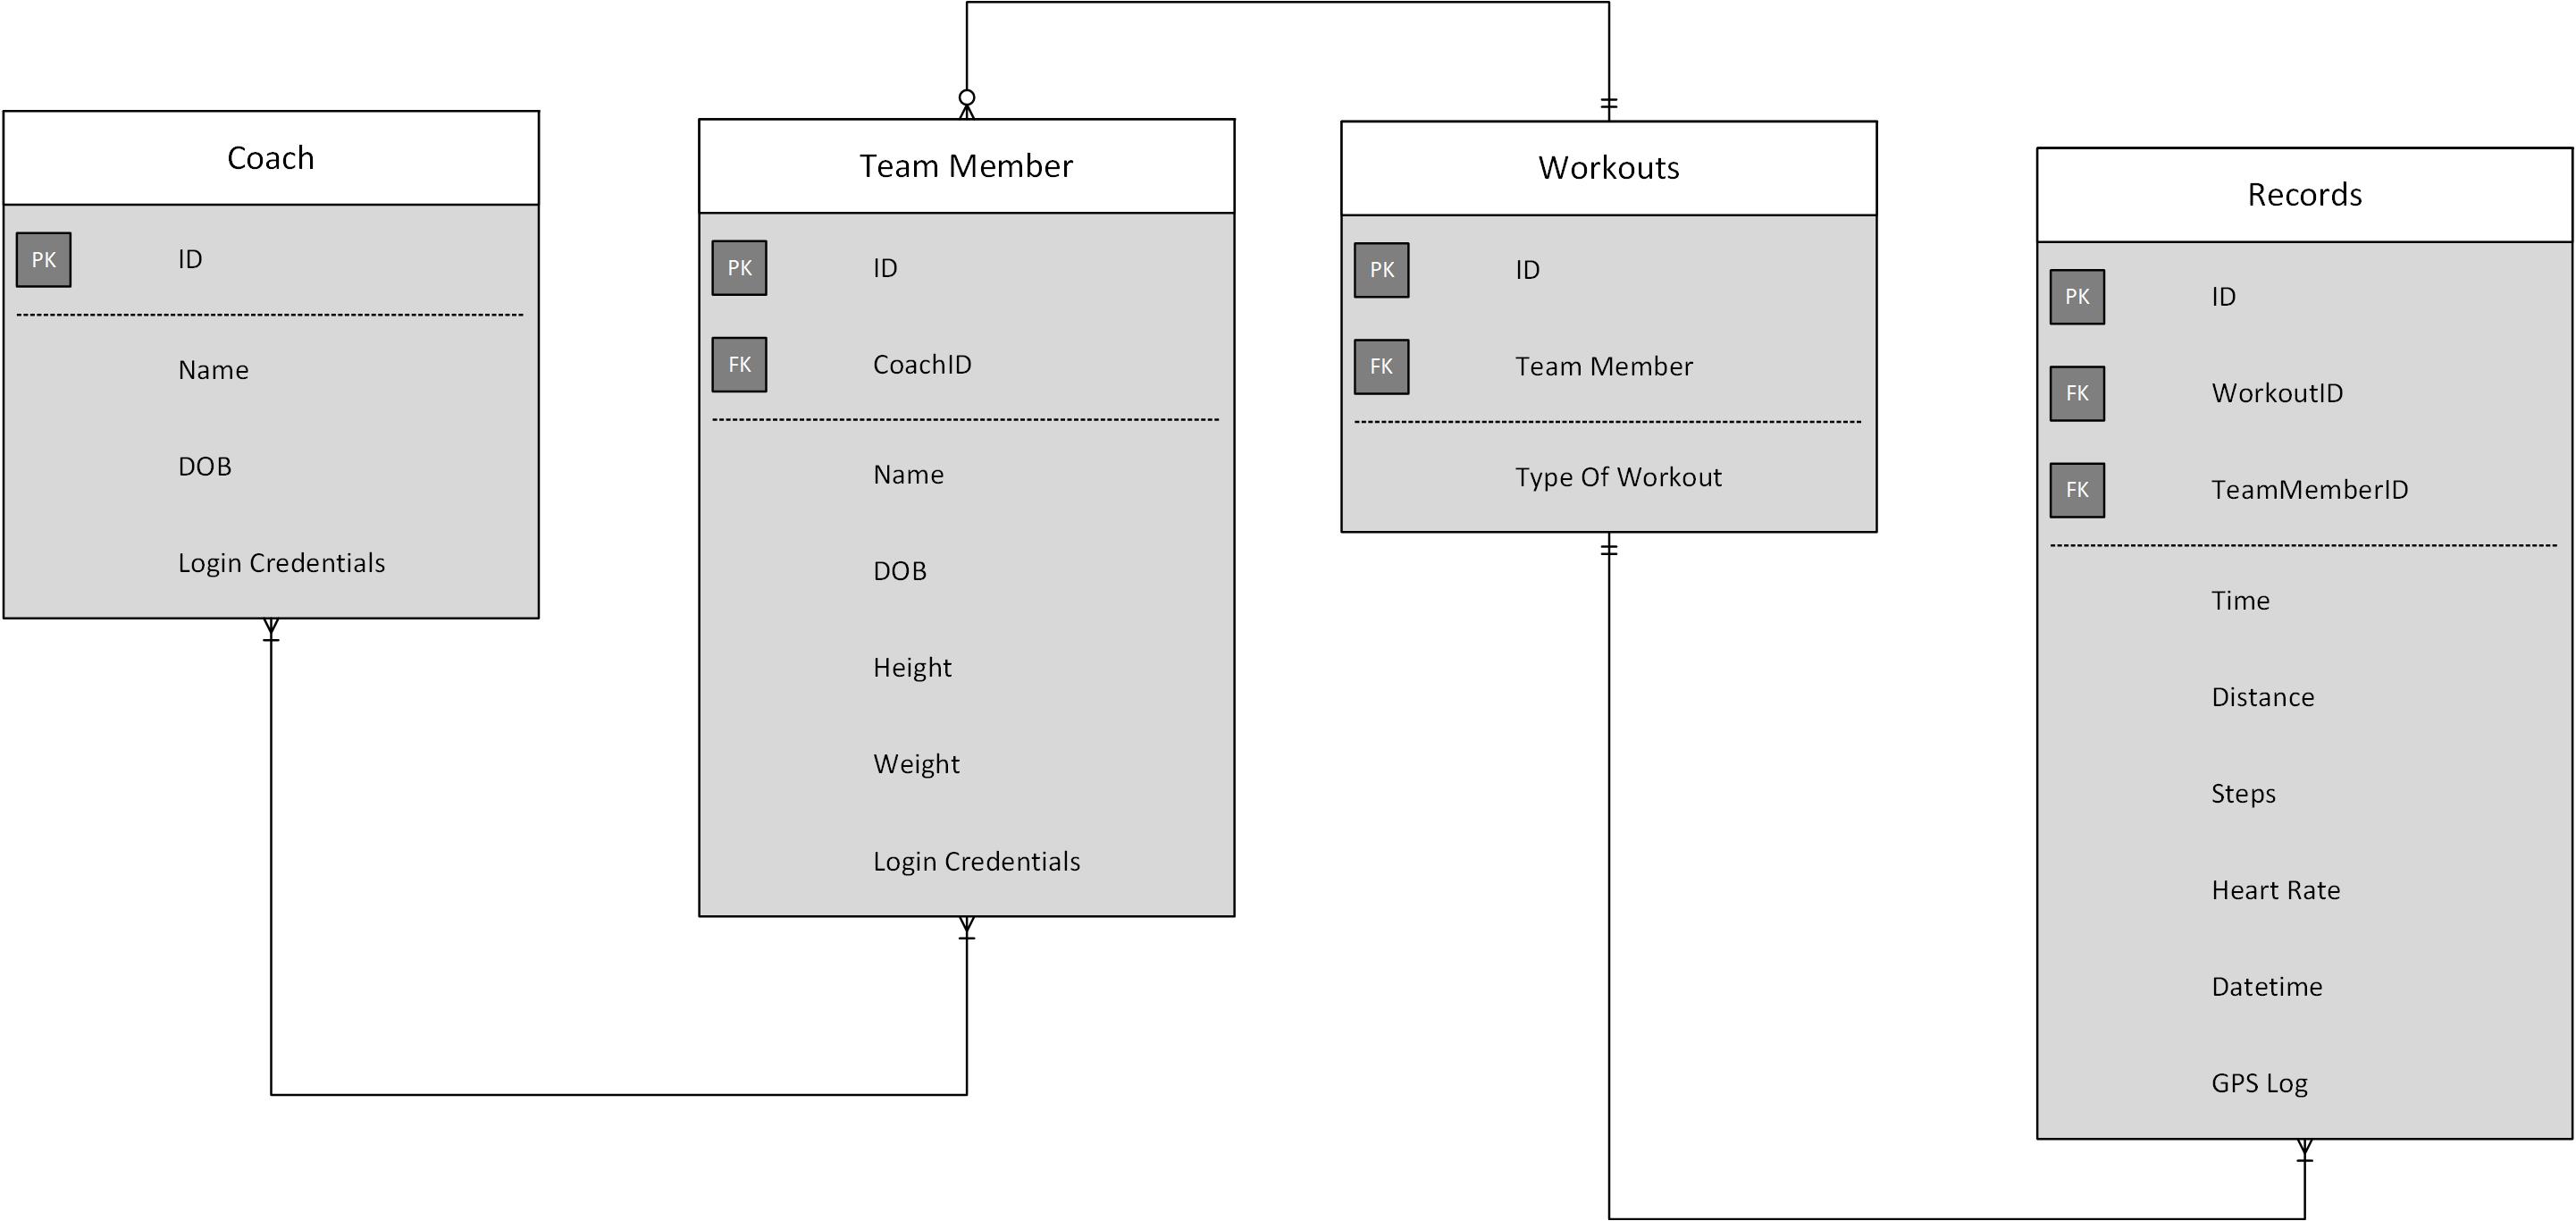 Coach
PK ID
Name
DOB
Login Credentials
Team Member
PK ID
FK CoachID
Name
DOB
Height
Weight
Login Credentials
Workouts
PK ID
FK Team Member
Type Of Workout
Records
PK ID
FK WorkoutID
FK TeamMemberID
Time
Distance
Steps
Heart Rate
Datetime
GPS Log